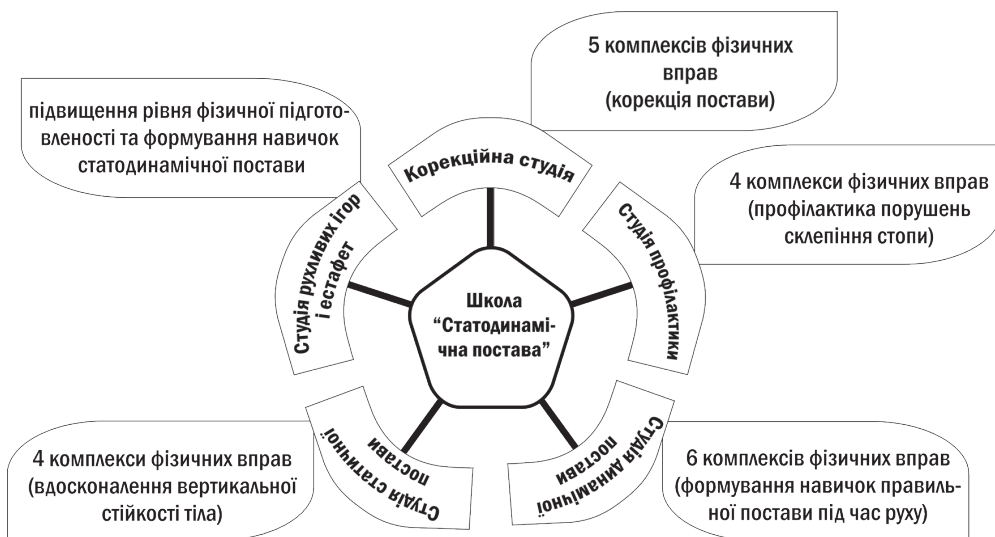 5 комплексів фізичних
вправ
(корекція постави)
підвищення рівня фізичної підгото-
вленості та формування навичок
статодинамічної постави
Корекційна студія
4 комплекси фізичних вправ
(профілактика порушень
склепіння стопи)
Студія рухливих ігор
і естафет
Студія профілактики
Школа
“Статодинамі-
чна постава”
Студія статичної
постави
Студія динамічної
постави
4 комплекси фізичних вправ
(вдосконалення вертикальної
стійкості тіла)
6 комплексів фізичних вправ
(формування навичок правиль-
ної постави під час руху)